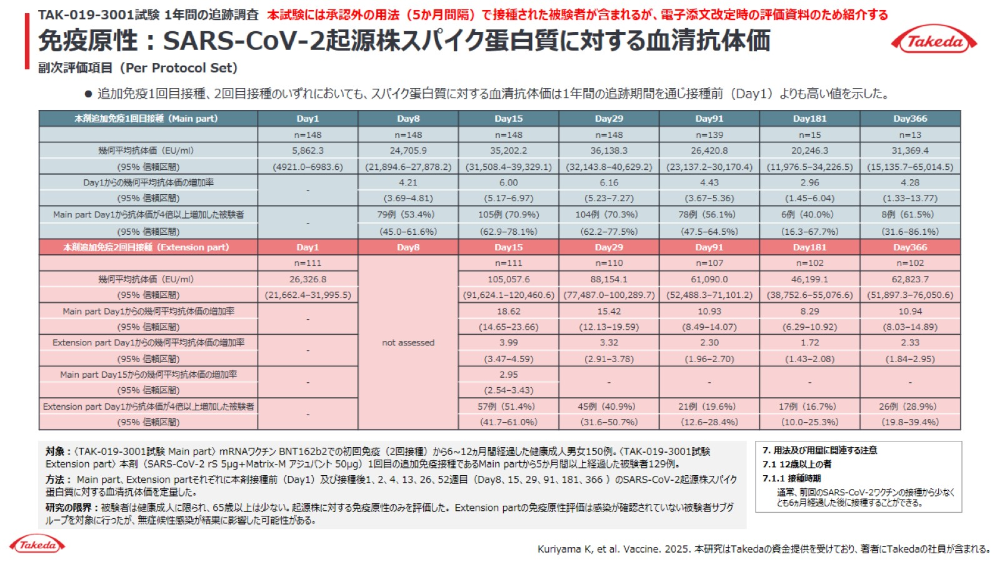 TAK-019-3001試験 1年間の追跡調査 本試験には承認外の用法（5か月間隔）で接種された被験者が含まれるが、電子添文改定時の評価資料のため紹介する
免疫原性：SARS-CoV-2起源株スパイク蛋白質に対する血清抗体価
副次評価項目（Per Protocol Set）
Takeda
● 追加免疫1回目接種、2回目接種のいずれにおいても、スパイク蛋白質に対する血清抗体価は1年間の追跡期間を通じ接種前（Day1）よりも高い値を示した。
本剤追加免疫1回目接種（Main part） Day1 Day8 Day15 Day29 Day91 Day181 Day366
n=148 n=148 n=148 n=148 n=139 n=15 n=13
幾何平均抗体価（EU/ml） 5,862.3 24,705.9 35,202.2 36,138.3 26,420.8 20,246.3 31,369.4
(95% 信頼区間) (4921.0–6983.6) (21,894.6–27,878.2) (31,508.4–39,329.1) (32,143.8–40,629.2) (23,137.2–30,170.4) (11,976.5–34,226.5) (15,135.7–65,014.5)
Day1からの幾何平均抗体価の増加率 - 4.21 6.00 6.16 4.43 2.96 4.28
(95% 信頼区間) (3.69–4.81) (5.17–6.97) (5.23–7.27) (3.67–5.36) (1.45–6.04) (1.33–13.77)
Main part Day1から抗体価が4倍以上増加した被験者 - 79例（53.4%） 105例 (70.9%） 104例（70.3%） 78例（56.1%） 6例（40.0%） 8例（61.5%）
(95% 信頼区間) （45.0–61.6%） （62.9–78.1%） （62.2–77.5%） （47.5–64.5%） （16.3–67.7%） （31.6–86.1%）
本剤追加免疫2回目接種（Extension part） Day1 Day8 Day15 Day29 Day91 Day181 Day366
n=111 n=111 n=110 n=107 n=102 n=102
幾何平均抗体価（EU/ml） 26,326.8 105,057.6 88,154.1 61,090.0 46,199.1 62,823.7
(95% 信頼区間) (21,662.4–31,995.5) (91,624.1–120,460.6) (77,487.0–100,289.7) (52,488.3–71,101.2) (38,752.6–55,076.6) (51,897.3–76,050.6)
Main part Day1からの幾何平均抗体価の増加率 - 18.62 15.42 10.93 8.29 10.94
(95% 信頼区間) (14.65–23.66) (12.13–19.59) (8.49–14.07) (6.29–10.92) (8.03–14.89)
Extension part Day1からの幾何平均抗体価の増加率 - not assessed 3.99 3.32 2.30 1.72 2.33
(95% 信頼区間) (3.47–4.59) (2.91–3.78) (1.96–2.70) (1.43–2.08) (1.84–2.95)
Main part Day15からの幾何平均抗体価の増加率 - 2.95 - - - -
(95% 信頼区間) (2.54–3.43)
Extension part Day1から抗体価が4倍以上増加した被験者 - 57例（51.4%） 45例（40.9%） 21例（19.6%） 17例（16.7%） 26例（28.9%）
(95% 信頼区間) （41.7–61.0%） （31.6–50.7%） （12.6–28.4%） （10.0–25.3%） （19.8–39.4%）
対象：〈TAK-019-3001試験 Main part〉 mRNAワクチン BNT162b2での初回免疫（2回接種）から6~12ヵ月間経過した健康成人男女150例。〈TAK-019-3001試験
Extension part〉 本剤（SARS-CoV-2 rS 5μg+Matrix-M アジュバント 50μg）1回目の追加免疫接種であるMain partから5か月間以上経過した被験者129例。
方法： Main part、Extension partそれぞれに本剤接種前（Day1）及び接種後1、2、4、13、26、52週目（Day8、15、29、91、181、366 ）のSARS-CoV-2起源株スパイク
蛋白質に対する血清抗体価を定量した。
研究の限界：被験者は健康成人に限られ、65歳以上は少ない。起源株に対する免疫原性のみを評価した。Extension partの免疫原性評価は感染が確認されていない被験者サブグ
ループを対象に行ったが、無症候性感染が結果に影響した可能性がある。
7. 用法及び用量に関連する注意
7.1 12歳以上の者
7.1.1 接種時期
通常、前回のSARS-CoV-2ワクチンの接種から少なく
とも6ヵ月経過した後に接種することができる。
Takeda
Kuriyama K, et al. Vaccine. 2025. 本研究はTakedaの資金提供を受けており、著者にTakedaの社員が含まれる。